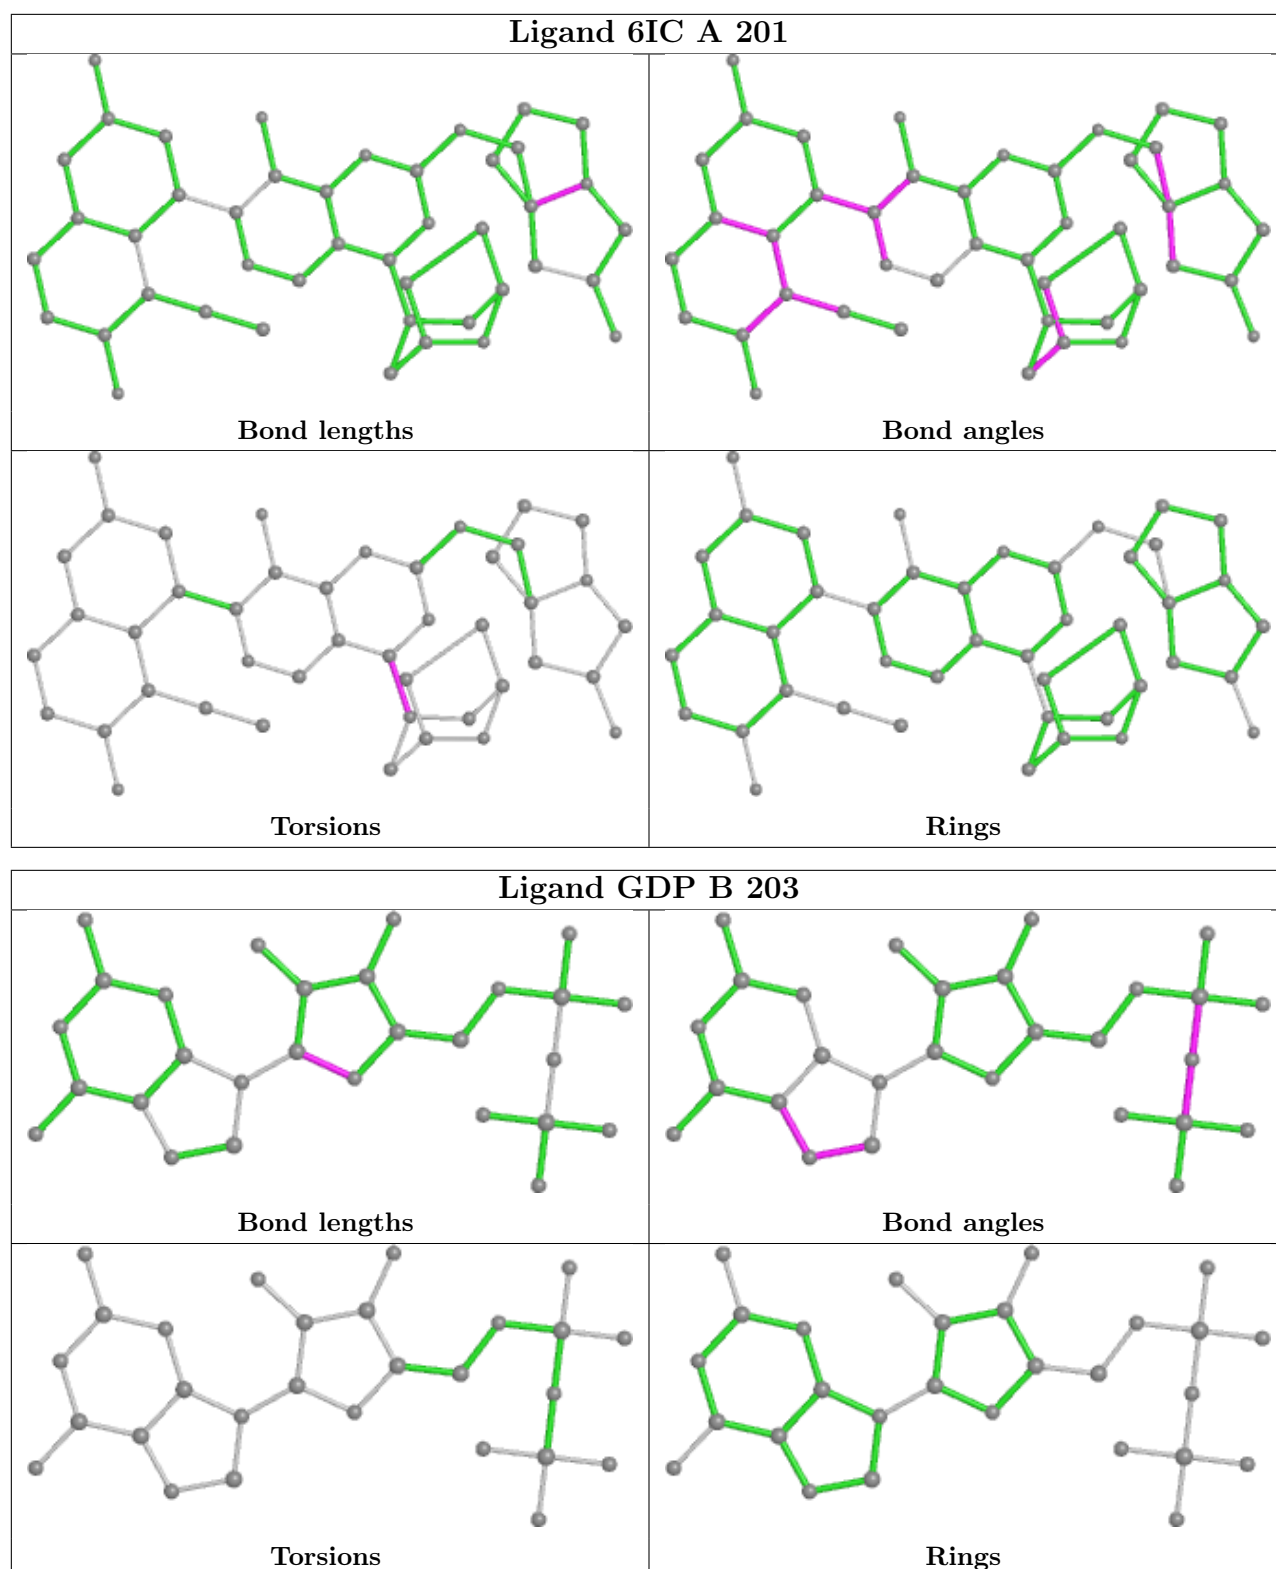 Ligand 6IC A 201
Bond lengths
Bond angles
Torsions
Rings
Ligand GDP B 203
Bond lengths
Bond angles
Torsions
Rings